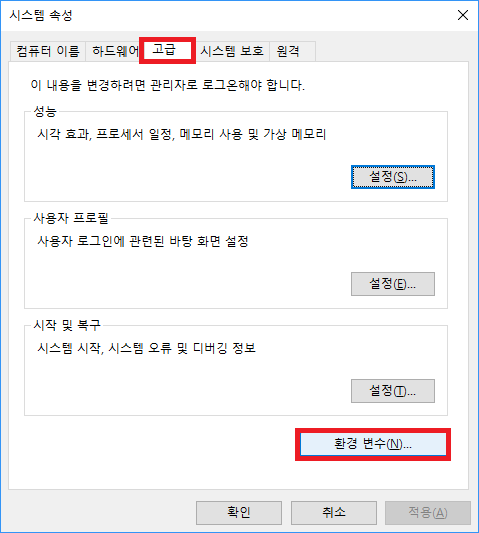 시스템 속성
컴퓨터 이름 하드웨어 고급 시스템 보호 원격
이 내용을 변경하려면 관리자로 로그온해야 합니다.
성능
시각 효과, 프로세서 일정, 메모리 사용 및 가상 메모리
설정(S)...
사용자 프로필
사용자 로그인에 관련된 바탕 화면 설정
설정(E)...
시작 및 복구
시스템 시작, 시스템 오류 및 디버깅 정보
설정(T)...
환경 변수(N)...
확인 취소 적용(A)